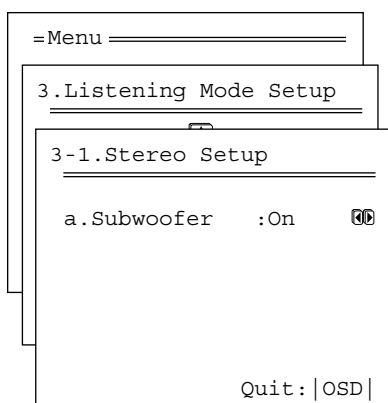 =Menu
3.Listening Mode Setup
3-1.Stereo Setup
a.Subwoofer :On
Quit:|OSD|